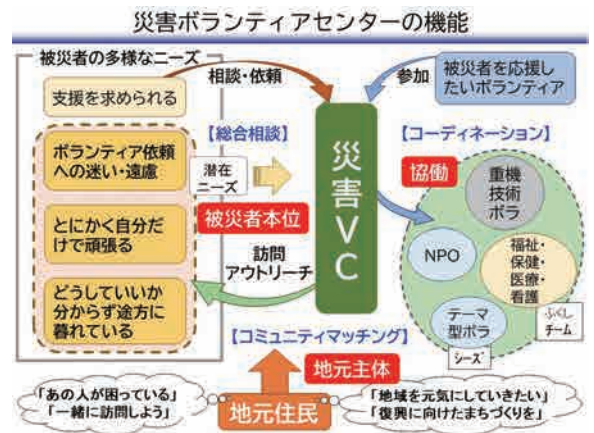 災害ボランティアセンターの機能
被災者の多様なニーズ
支援を求められる
相談・依頼
参加
被災者を応援し
たいボランティア
【総合相談】
【コーディネーション】
ボランティア依頼
への迷い・遠慮
潜在
ニーズ
災害VC
協働
重機
技術
ボラ
とにかく自分だ
けで頑張る
被災者本位
訪問
アウトリーチ
NPO
福祉・
保健・
医療・
看護
どうしていいか
分からず途方に
暮れている
テーマ
型ボラ
シーズ
ふくし
チーム
【コミュニティマッチング】
地元主体
地元住民
「あの人が困っている」
「一緒に訪問しよう」
「地域を元気にしていきたい」
「復興に向けたまちづくりを」